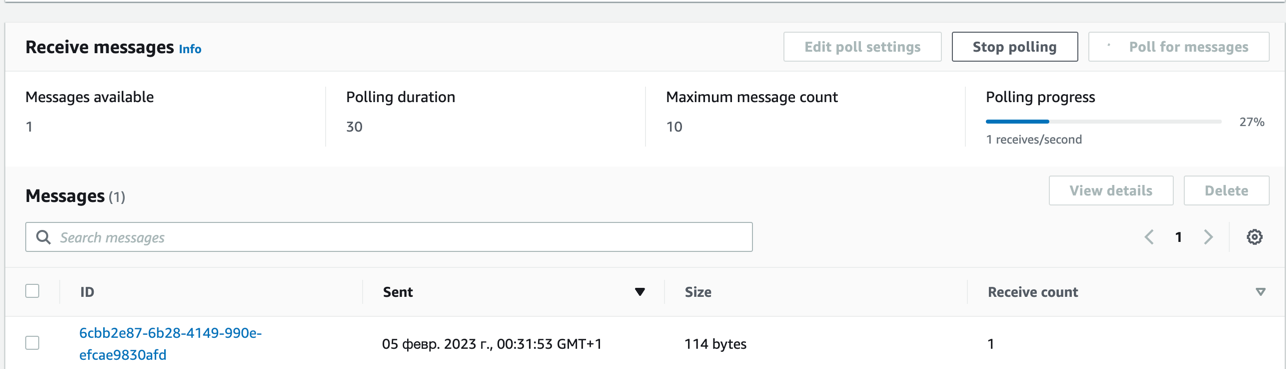 Receive messages Info
Edit poll settings
Stop polling
Poll for messages
Messages available
1
Polling duration
30
Maximum message count
10
Polling progress
27%
1 receives/second
Messages (1)
View details
Delete
Search messages
1
ID
Sent
Size
Receive count
6cbb2e87-6b28-4149-990e-
efcae9830afd
05 февр. 2023 г., 00:31:53 GMT+1
114 bytes
1